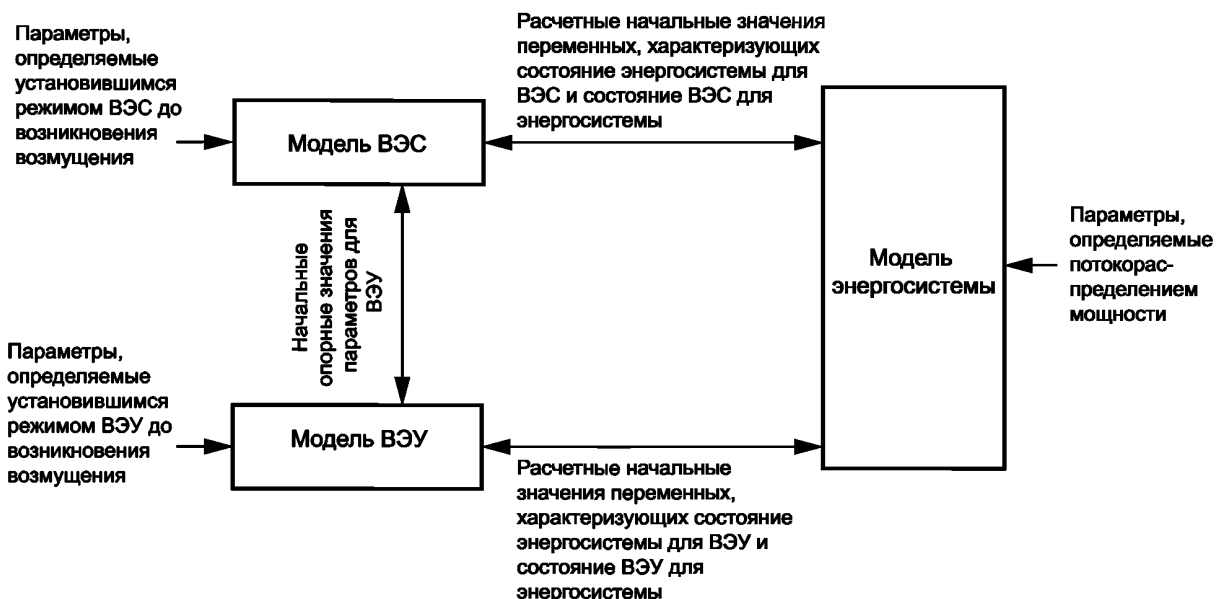 Параметры,
определяемые
установившимся
режимом ВЭС до
возникновения
возмущения
Модель ВЭС
Расчетные начальные значения
переменных, характеризующих
состояние энергосистемы для
ВЭС и состояние ВЭС для
энергосистемы
Начальные
опорные значения
параметров для
ВЭУ
Модель
энергосистемы
Параметры,
определяемые
потокорас-
пределением
мощности
Параметры,
определяемые
установившимся
режимом ВЭУ до
возникновения
возмущения
Модель ВЭУ
Расчетные начальные
значения переменных,
характеризующих состояние
энергосистемы для ВЭУ и
состояние ВЭУ для
энергосистемы